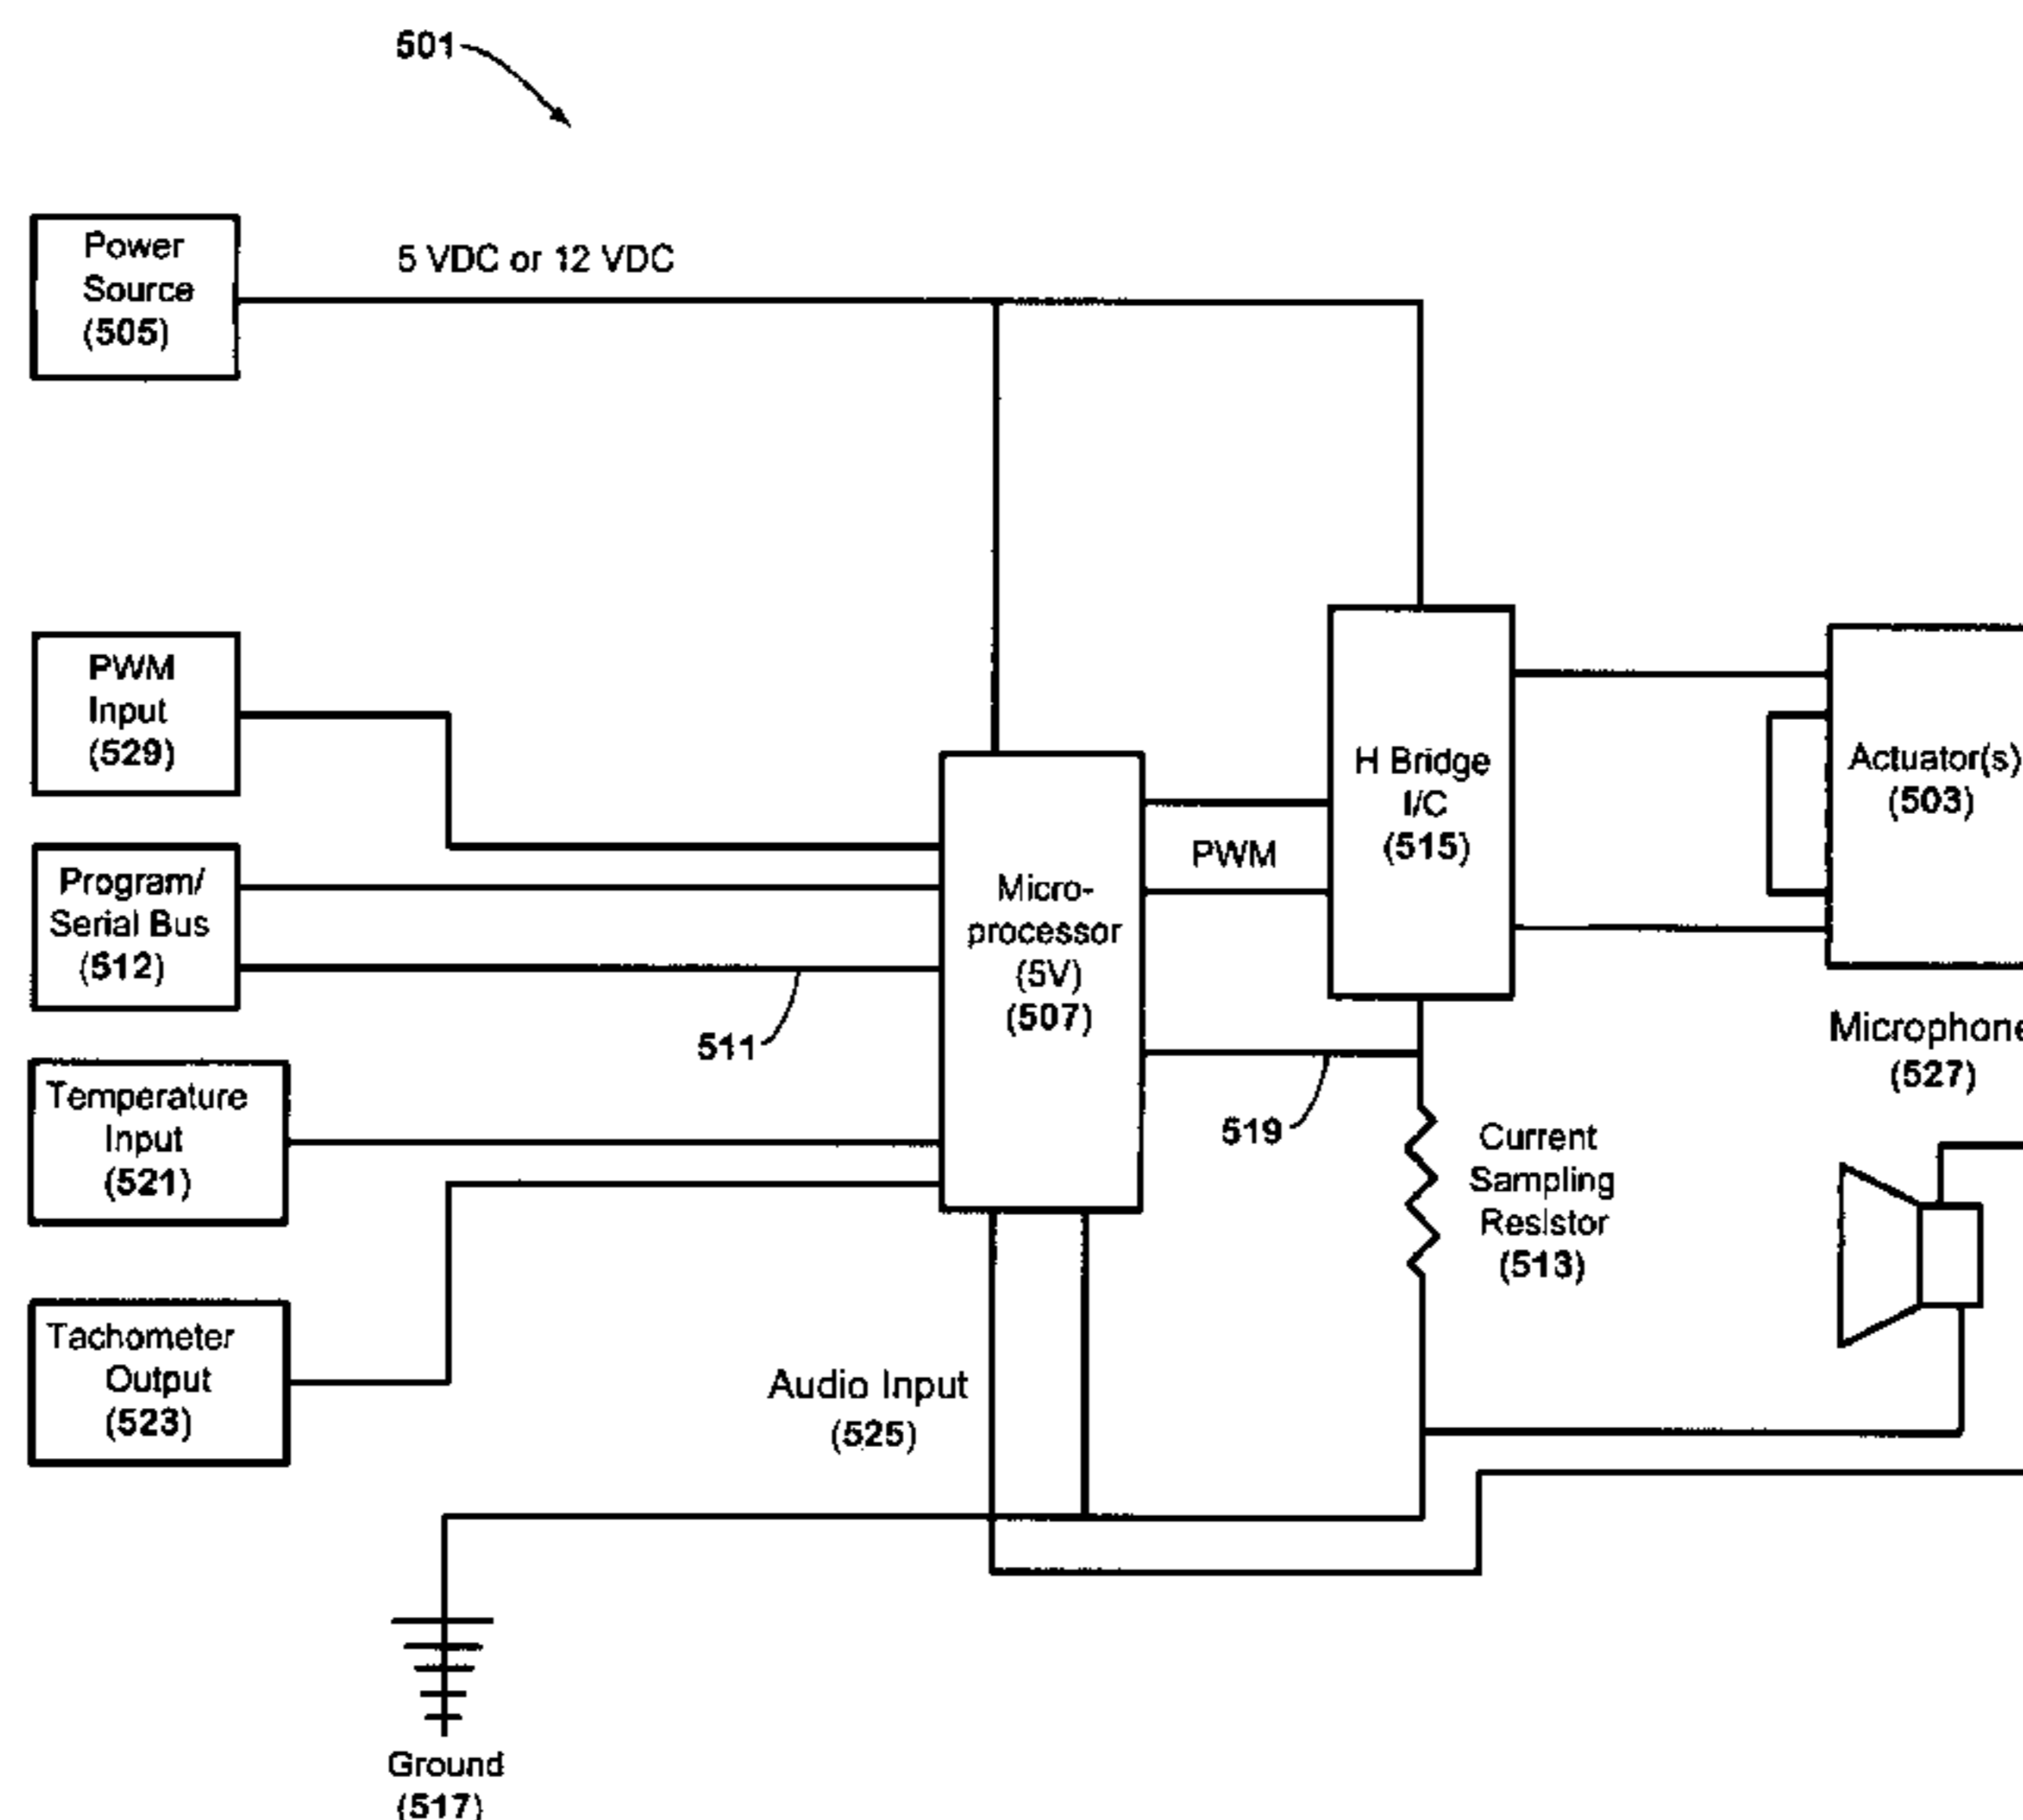 501
Power
Source
(505)
5 VDC or 12 VDC
PWM
Input
(529)
Program/
Serial Bus
(512)
511
Temperature
Input
(521)
Tachometer
Output
(523)
Micro-
processor
(5V)
(507)
PWM
H Bridge
I/C
(515)
Actuator(s)
(503)
519
Current
Sampling
Resistor
(513)
Microphone
(527)
Audio Input
(525)
Ground
(517)